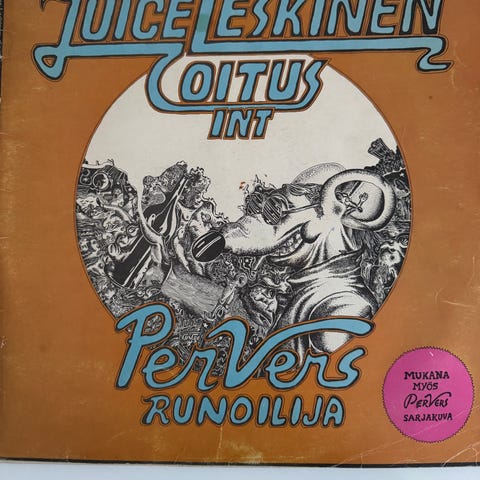 JUICE LESKINEN
COITUS
INT
PerVers
RUNOILIJA
MUKANA
MYÖS
PerVers
SARJAKUVA